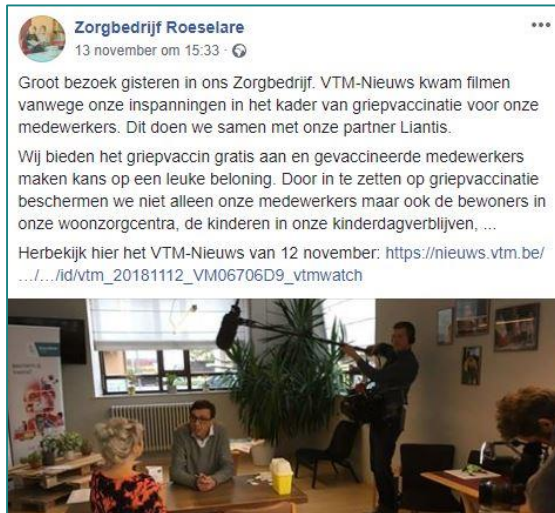 Zorgbedrijf Roeselare
13 november om 15:33 ·
Groot bezoek gisteren in ons Zorgbedrijf. VTM-Nieuws kwam filmen
vanwege onze inspanningen in het kader van griepvaccinatie voor onze
medewerkers. Dit doen we samen met onze partner Liantis.
Wij bieden het griepvaccin gratis aan en gevaccineerde medewerkers
maken kans op een leuke beloning. Door in te zetten op griepvaccinatie
beschermen we niet alleen onze medewerkers maar ook de bewoners in
onze woonzorgcentra, de kinderen in onze kinderdagverblijven, ...
Herbekijk hier het VTM-Nieuws van 12 november: https://nieuws.vtm.be/
…/…/id/vtm_20181112_VM06706D9_vtmwatch